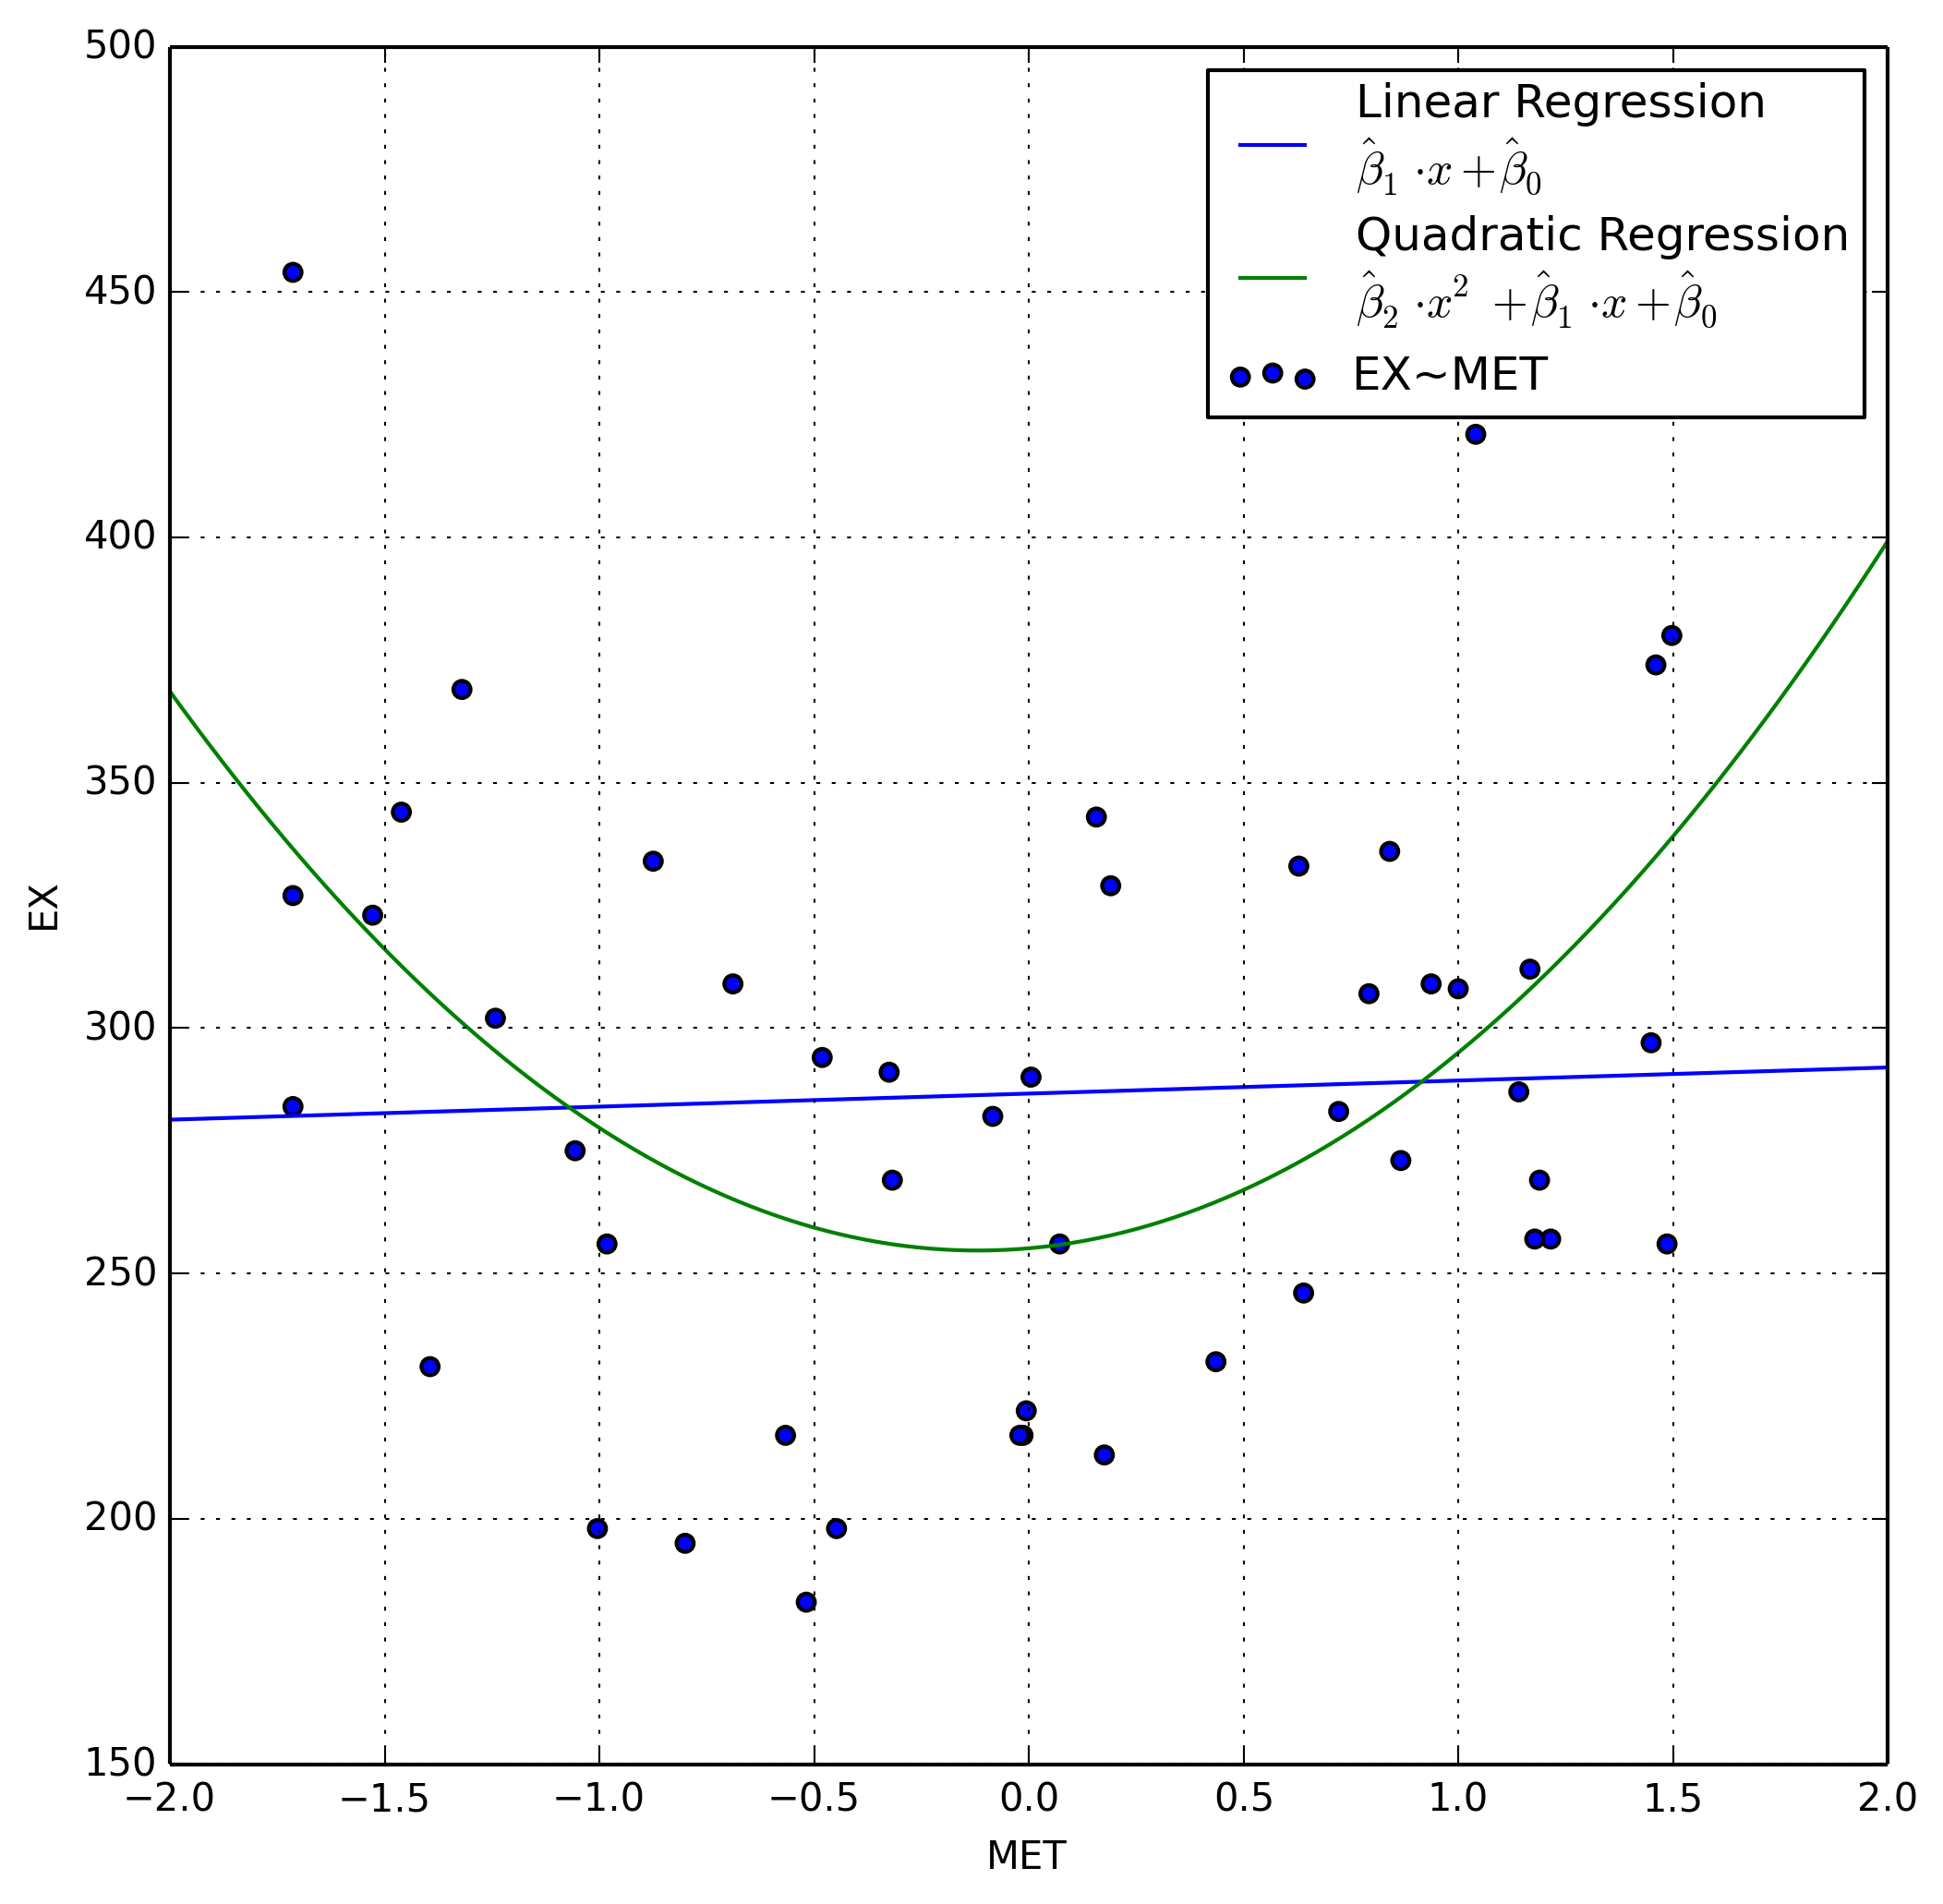 500
450
400
350
300
250
200
150
−2.0 −1.5 −1.0 −0.5 0.0 0.5 1.0 1.5 2.0
MET
EX
Linear Regression
β̂₁ ·x+β̂₀
Quadratic Regression
β̂₂ ·x² +β̂₁ ·x+β̂₀
EX~MET